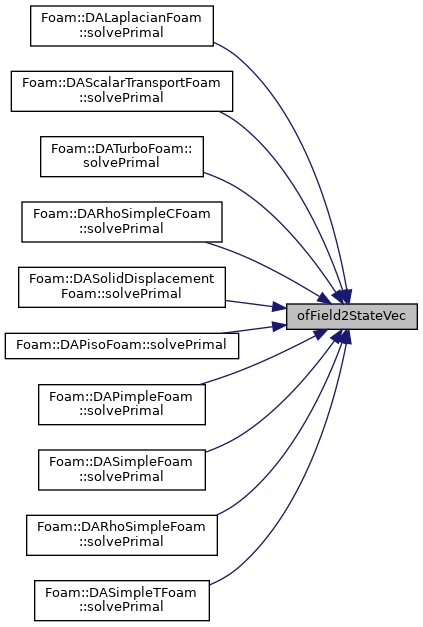 Foam::DALaplacianFoam
::solvePrimal
Foam::DAScalarTransportFoam
::solvePrimal
Foam::DATurboFoam::
solvePrimal
Foam::DARhoSimpleCFoam
::solvePrimal
Foam::DASolidDisplacement
Foam::solvePrimal
ofField2StateVec
Foam::DAPisoFoam::solvePrimal
Foam::DAPimpleFoam
::solvePrimal
Foam::DASimpleFoam
::solvePrimal
Foam::DARhoSimpleFoam
::solvePrimal
Foam::DASimpleTFoam
::solvePrimal